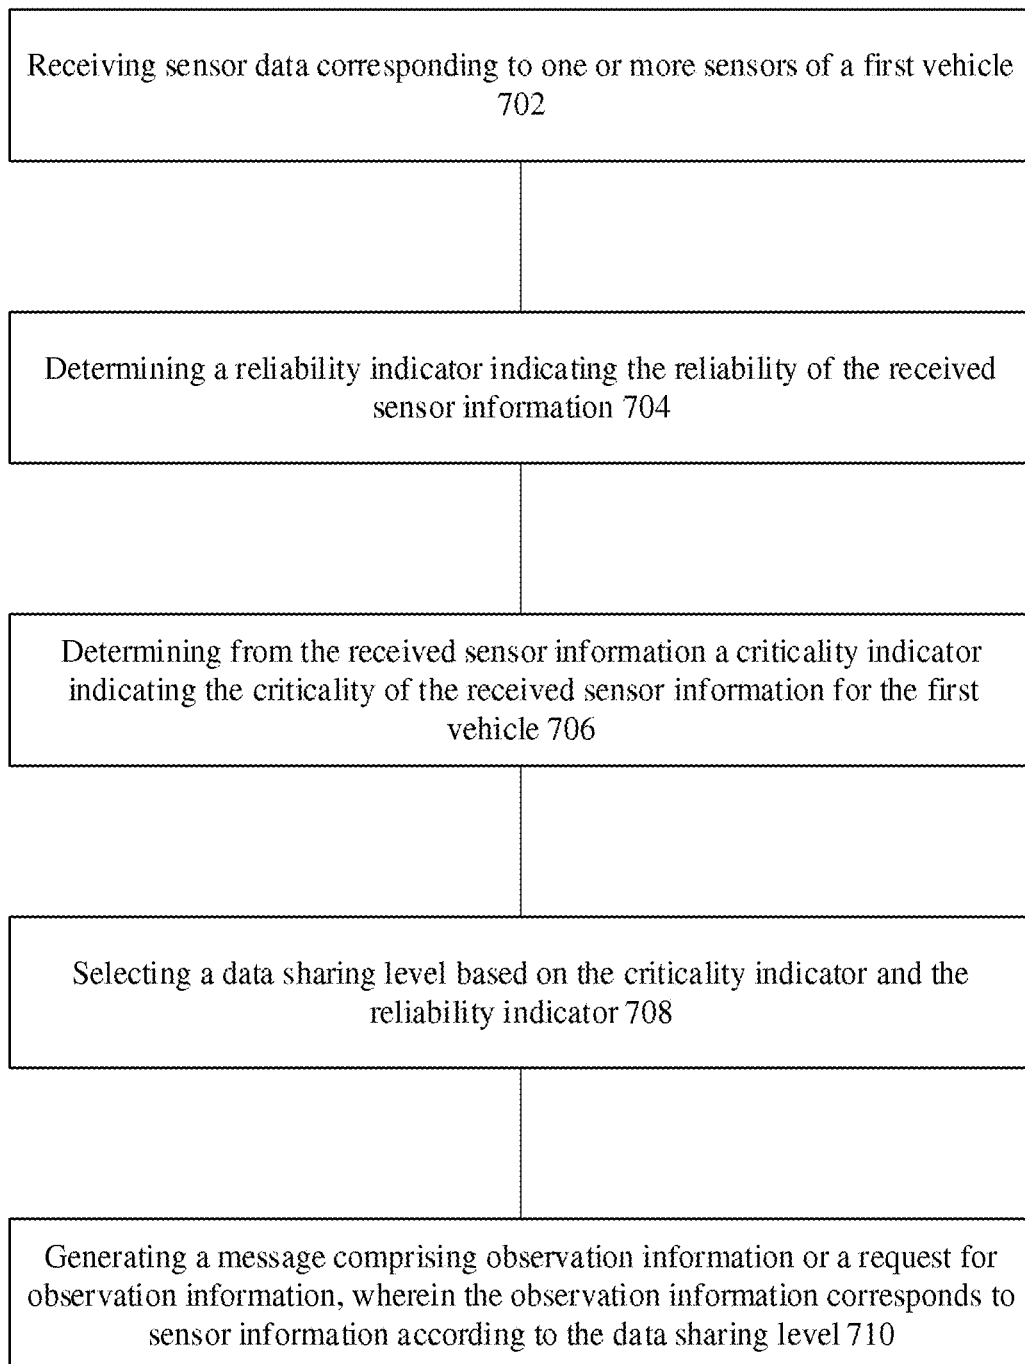 Receiving sensor data corresponding to one or more sensors of a first vehicle
702
Determining a reliability indicator indicating the reliability of the received
sensor information 704
Determining from the received sensor information a criticality indicator
indicating the criticality of the received sensor information for the first
vehicle 706
Selecting a data sharing level based on the criticality indicator and the
reliability indicator 708
Generating a message comprising observation information or a request for
observation information, wherein the observation information corresponds to
sensor information according to the data sharing level 710